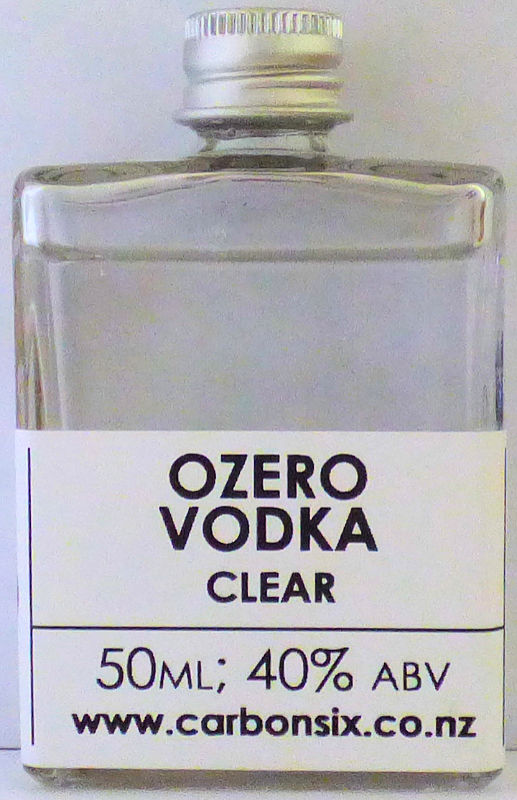 OZERO
VODKA
CLEAR
50ML; 40% ABV
www.carbonsix.co.nz